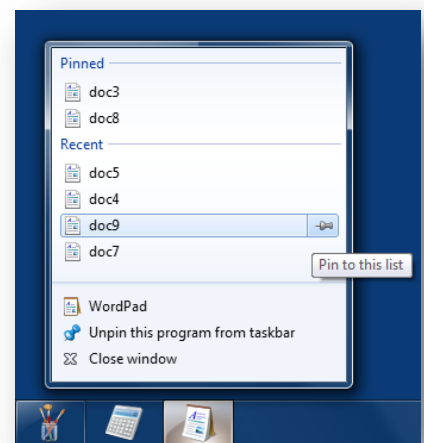 Pinned
doc3
doc8
Recent
doc5
doc4
doc9
doc7
Pin to this list
WordPad
Unpin this program from taskbar
Close window